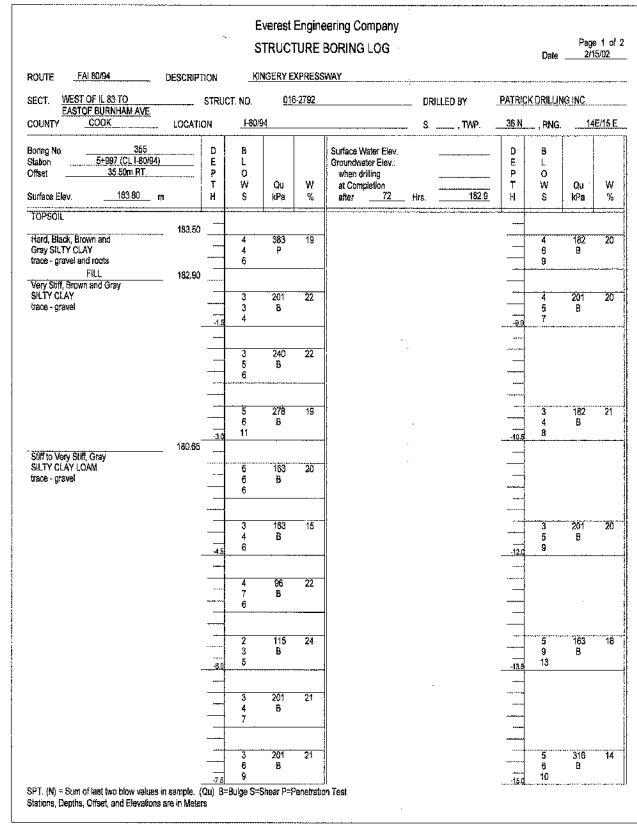 Everest Engineering Company
STRUCTURE BORING LOG
Page 1 of 2
Date 2/15/02
ROUTE FAI 80/94 DESCRIPTION KINGERY EXPRESSWAY
SECT. WEST OF IL 83 TO EAST OF BURNHAM AVE STRUCT. NO. 016-2792 DRILLED BY PATRICK DRILLING INC.
COUNTY COOK LOCATION I-80/94 S. , TWP. 36 N , RNG. 14E/15 E
Boring No. 355
Station 5+997 (CL I-80/94)
Offset 35.50m RT.
Surface Elev. 183.80 m
DEPTH BLOWS Qu kPa W %
Surface Water Elev.
Groundwater Elev.:
when drilling
at Completion
after 72 Hrs. 182.9
DEPTH BLOWS Qu kPa W %
TOPSOIL
183.50
Hard, Black, Brown and
Gray SILTY CLAY
trace - gravel and roots
FILL 182.90
4 383 19
4 P
6
Very Stiff, Brown and Gray
SILTY CLAY
trace - gravel
3 201 22
3 B
-1.5 4
3 240 22
5 B
6
5 278 19
6 B
-3.0 11
180.65
Stiff to Very Stiff, Gray
SILTY CLAY LOAM
trace - gravel
6 163 20
6 B
6
3 163 15
4 B
-4.5 6
4 96 22
7 B
6
2 115 24
3 B
-6.0 5
3 201 21
4 B
7
3 201 21
6 B
-7.5 9
4 182 20
6 B
9
4 201 20
5 B
-9.0 7
3 182 21
4 B
-10.5 8
3 201 20
5 B
-12.0 9
5 163 18
9 B
-13.5 13
5 316 14
6 B
-15.0 10
SPT. (N) = Sum of last two blow values in sample. (Qu) B=Bulge S=Shear P=Penetration Test
Stations, Depths, Offset, and Elevations are in Meters